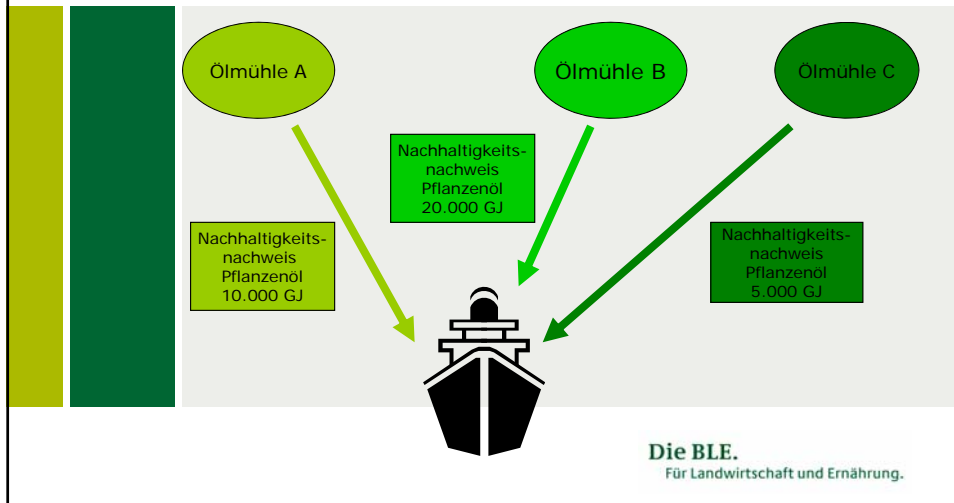 Ölmühle A
Ölmühle B
Ölmühle C
Nachhaltigkeits-
nachweis
Pflanzenöl
20.000 GJ
Nachhaltigkeits-
nachweis
Pflanzenöl
10.000 GJ
Nachhaltigkeits-
nachweis
Pflanzenöl
5.000 GJ
Die BLE.
Für Landwirtschaft und Ernährung.